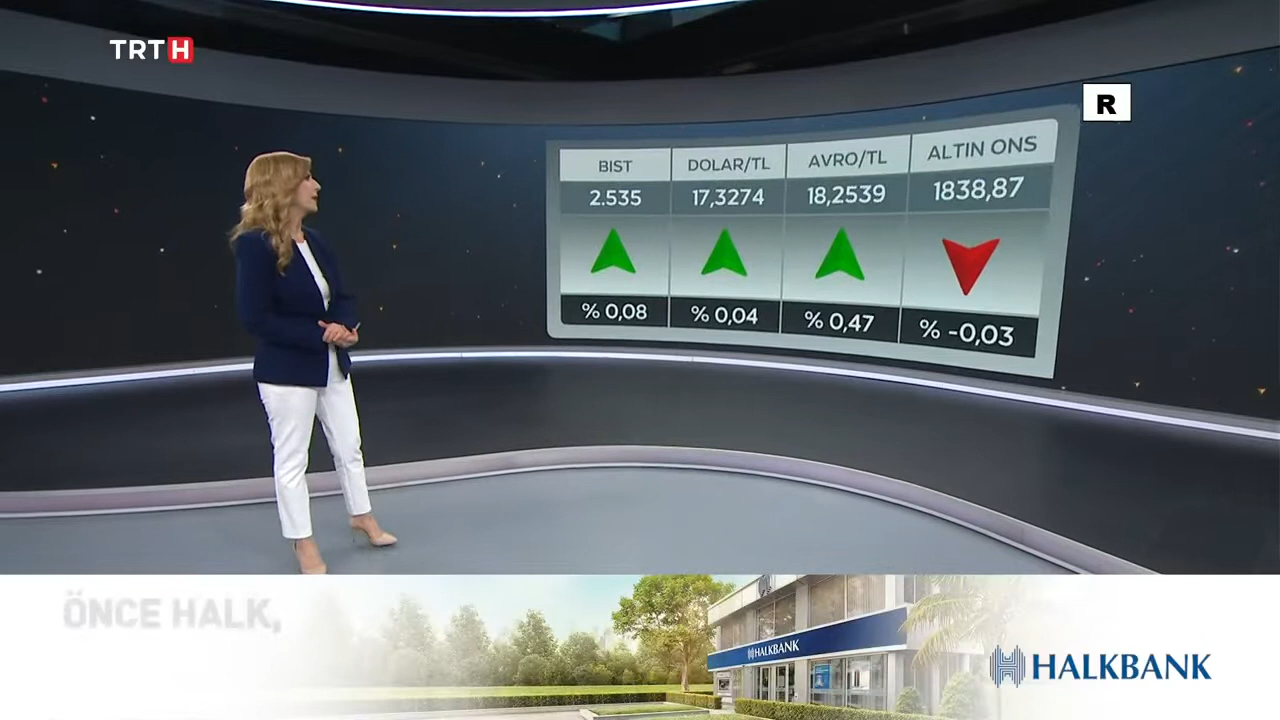 TRT H
R
BIST DOLAR/TL AVRO/TL ALTIN ONS
2.535 17,3274 18,2539 1838,87
% 0,08 % 0,04 % 0,47 % -0,03
ÖNCE HALK,
HALKBANK
HALKBANK